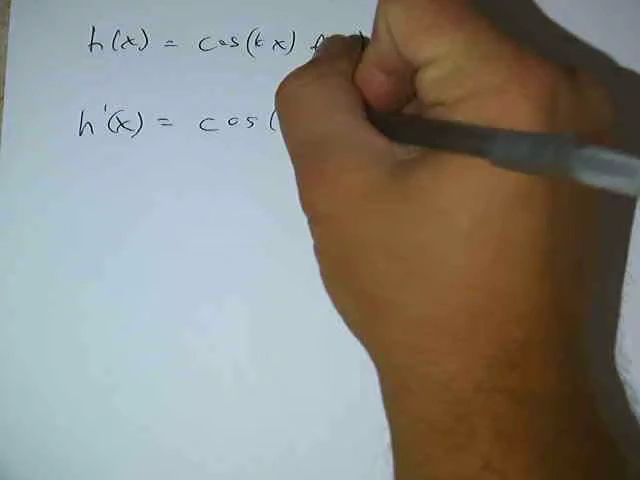 h(x) = cos(kx)
h'(x) = cos(